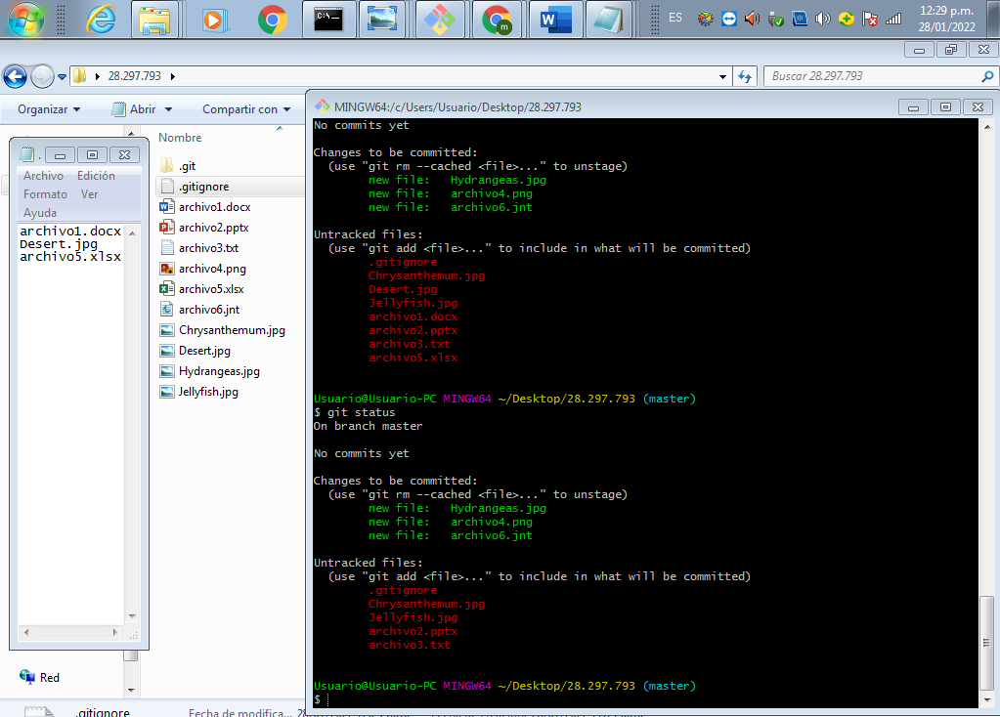 ES
12:29 p.m.
28/01/2022
28.297.793
Buscar 28.297.793
Organizar
Abrir
Compartir con
Nombre
.git
.gitignore
archivo1.docx
archivo2.pptx
archivo3.txt
archivo4.png
archivo5.xlsx
archivo6.jnt
Chrysanthemum.jpg
Desert.jpg
Hydrangeas.jpg
Jellyfish.jpg
Archivo Edición
Formato Ver
Ayuda
archivo1.docx
Desert.jpg
archivo5.xlsx
Red
.gitignore
Fecha de modifica...
MINGW64:/c/Users/Usuario/Desktop/28.297.793
No commits yet
Changes to be committed:
(use "git rm --cached <file>..." to unstage)
new file: Hydrangeas.jpg
new file: archivo4.png
new file: archivo6.jnt
Untracked files:
(use "git add <file>..." to include in what will be committed)
.gitignore
Chrysanthemum.jpg
Desert.jpg
Jellyfish.jpg
archivo1.docx
archivo2.pptx
archivo3.txt
archivo5.xlsx
Usuario@Usuario-PC MINGW64 ~/Desktop/28.297.793 (master)
$ git status
On branch master
No commits yet
Changes to be committed:
(use "git rm --cached <file>..." to unstage)
new file: Hydrangeas.jpg
new file: archivo4.png
new file: archivo6.jnt
Untracked files:
(use "git add <file>..." to include in what will be committed)
.gitignore
Chrysanthemum.jpg
Jellyfish.jpg
archivo2.pptx
archivo3.txt
Usuario@Usuario-PC MINGW64 ~/Desktop/28.297.793 (master)
$